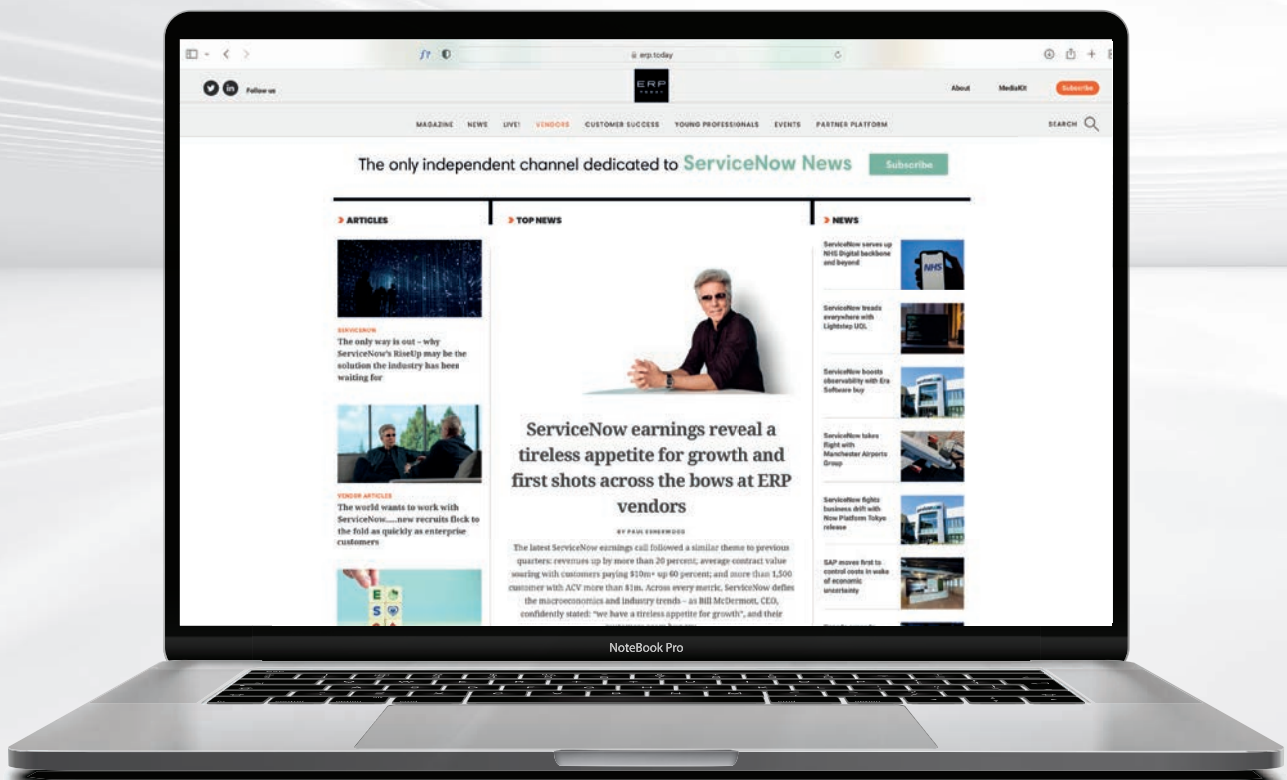 erp.today
Follow us
ERP
TODAY
About
MediaKit
Subscribe
MAGAZINE NEWS LIVE! VENDORS CUSTOMER SUCCESS YOUNG PROFESSIONALS EVENTS PARTNER PLATFORM
SEARCH
The only independent channel dedicated to ServiceNow News
Subscribe
ARTICLES
SERVICENOW
The only way is out – why
ServiceNow's RiseUp may be the
solution the industry has been
waiting for
VENDOR ARTICLES
The world wants to work with
ServiceNow.....new recruits flock to
the fold as quickly as enterprise
customers
E
S
TOP NEWS
ServiceNow earnings reveal a
tireless appetite for growth and
first shots across the bows at ERP
vendors
BY PAUL ESHERWOOD
The latest ServiceNow earnings call followed a similar theme to previous
quarters: revenues up by more than 20 percent; average contract value
soaring with customers paying $10m+ up 60 percent; and more than 1,500
customer with ACV more than $1m. Across every metric, ServiceNow defies
the macroeconomics and industry trends – as Bill McDermott, CEO,
confidently stated: "we have a tireless appetite for growth", and their
NEWS
ServiceNow serves up
NHS Digital backbone
and beyond
NHS
ServiceNow treads
everywhere with
Lightstep UQL
ServiceNow boosts
observability with Era
Software buy
ServiceNow takes
flight with
Manchester Airports
Group
ServiceNow fights
business drift with
Now Platform Tokyo
release
SAP moves first to
control costs in wake
of economic
uncertainty
NoteBook Pro